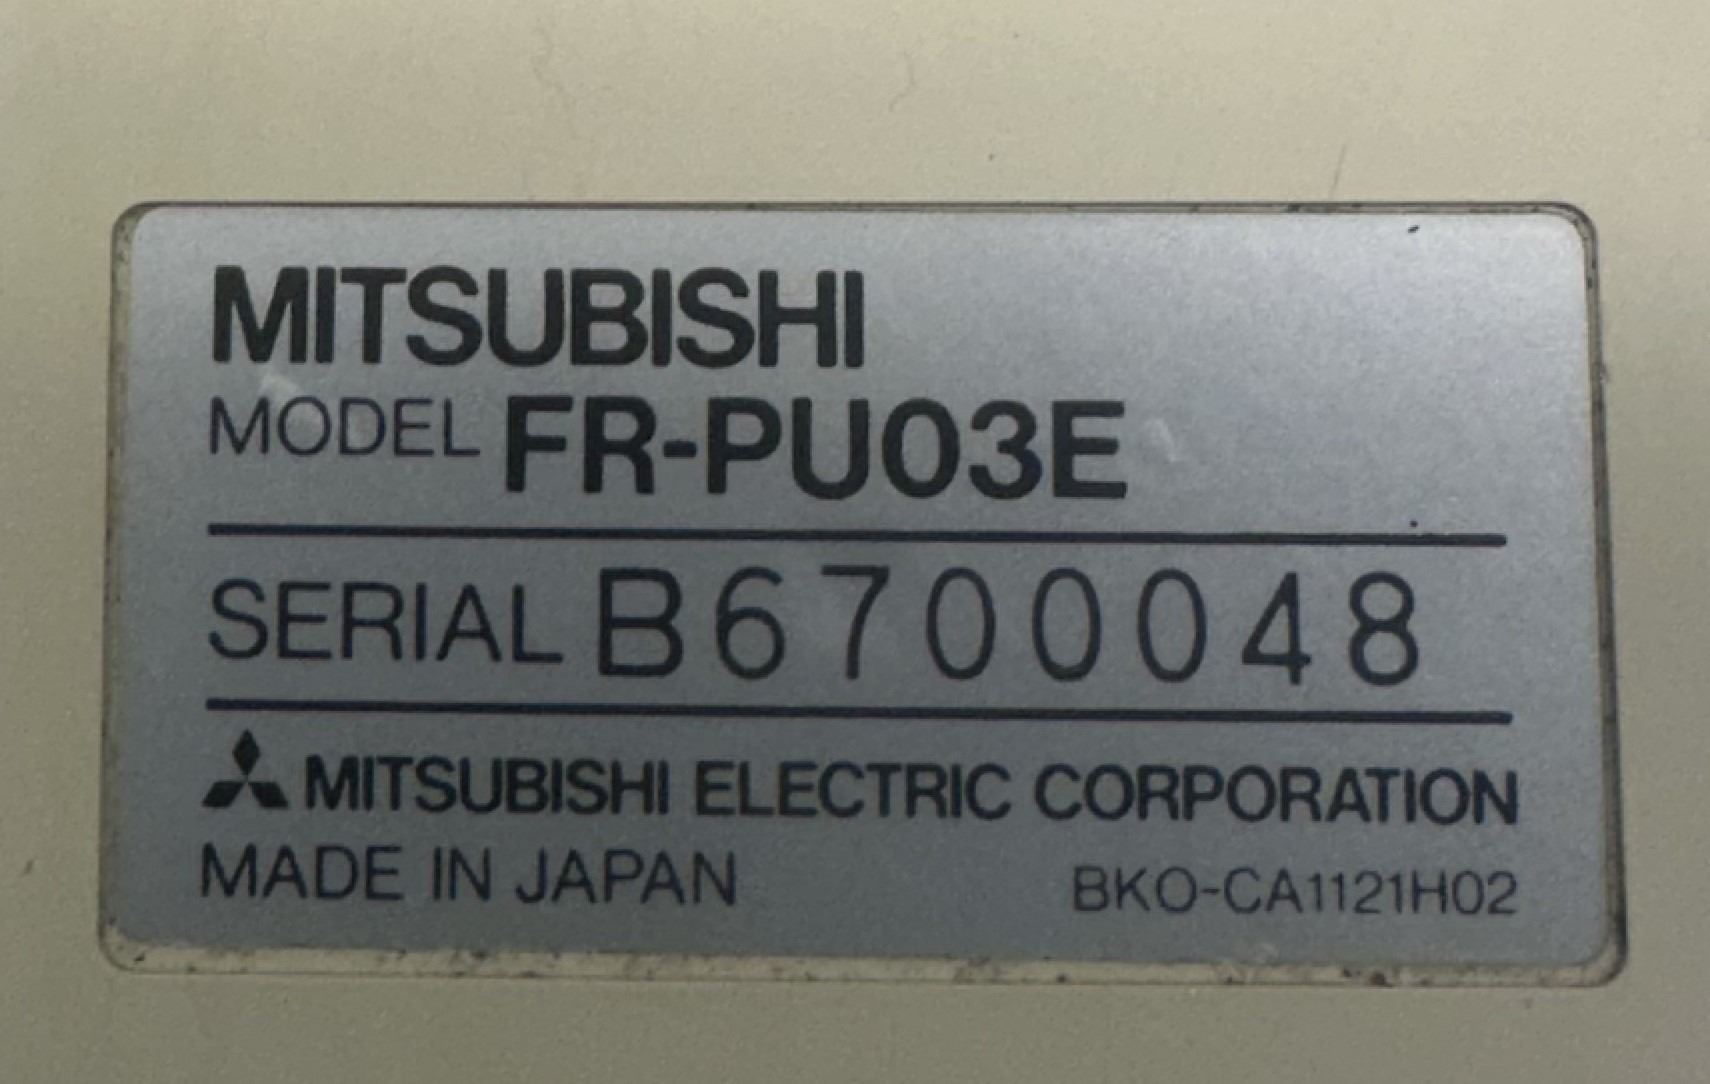 MITSUBISHI
MODEL FR-PU03E
SERIAL B6700048
MITSUBISHI ELECTRIC CORPORATION
MADE IN JAPAN BKO-CA1121H02